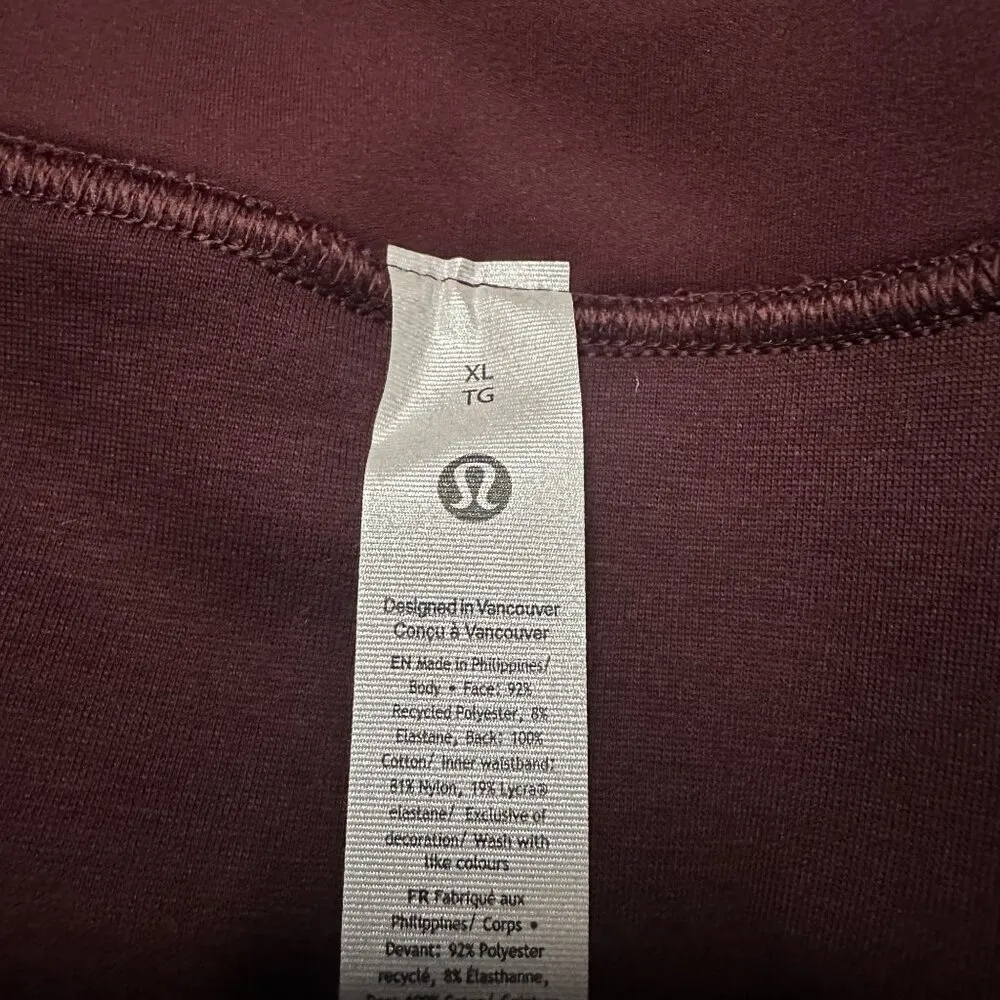 XL
TG
Designed in Vancouver
Conçu à Vancouver
EN Made in Philippines/
Body • Face: 92%
Recycled Polyester, 8%
Elastane, Back: 100%
Cotton/ Inner waistband:
81% Nylon, 19% Lycra®
elastane/ Exclusive of
decoration/ Wash with
like colours
FR Fabriqué aux
Philippines/ Corps •
Devant: 92% Polyester
recyclé, 8% Élasthanne,